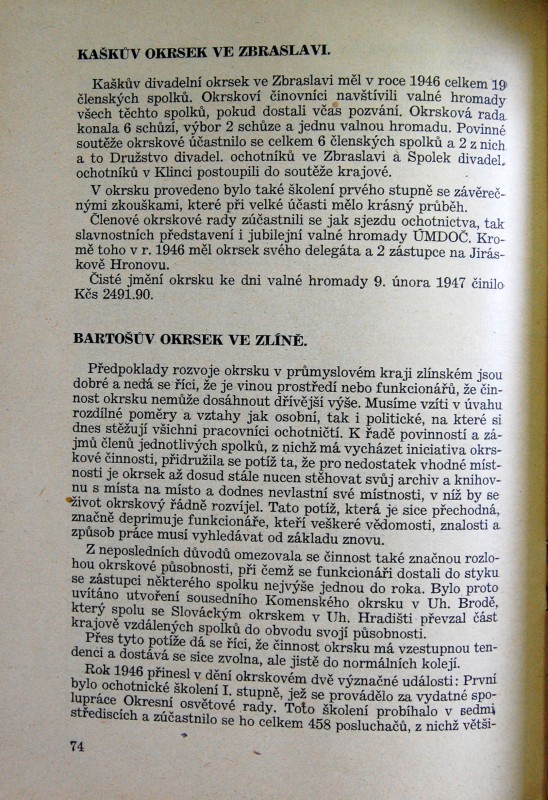 KAŠKŮV OKRSEK VE ZBRASLAVI.
Kaškův divadelní okrsek ve Zbraslavi měl v roce 1946 celkem 19
členských spolků. Okrskoví činovníci navštívili valné hromady
všech těchto spolků, pokud dostali včas pozvání. Okrsková rada
konala 6 schůzí, výbor 2 schůze a jednu valnou hromadu. Povinné
soutěže okrskové účastnilo se celkem 6 členských spolků a 2 z nich
a to Družstvo divadel. ochotníků ve Zbraslavi a Spolek divadel.
ochotníků v Klinci postoupili do soutěže krajové.
V okrsku provedeno bylo také školení prvého stupně se závěreč-
nými zkouškami, které při velké účasti mělo krásný průběh.
Členové okrskové rady zúčastnili se jak sjezdu ochotnictva, tak
slavnostních představení i jubilejní valné hromady ÚMDOČ. Kro-
mě toho v r. 1946 měl okrsek svého delegáta a 2 zástupce na Jirás-
kově Hronovu.
Čisté jmění okrsku ke dni valné hromady 9. února 1947 činilo
Kčs 2491.90.
BARTOŠŮV OKRSEK VE ZLÍNĚ.
Předpoklady rozvoje okrsku v průmyslovém kraji zlínském jsou
dobré a nedá se říci, že je vinou prostředí nebo funkcionářů, že čin-
nost okrsku nemůže dosáhnout dřívější výše. Musíme vzíti v úvahu
rozdílné poměry a vztahy jak osobní, tak i politické, na které si
dnes stěžují všichni pracovníci ochotničtí. K řadě povinností a zá-
jmů členů jednotlivých spolků, z nichž má vycházet iniciativa okrs-
kové činnosti, přidružila se potíž ta, že pro nedostatek vhodné míst-
nosti je okrsek až dosud stále nucen stěhovat svůj archiv a knihov-
nu s místa na místo a dodnes nevlastní své místnosti, v níž by se
život okrskový řádně rozvíjel. Tato potíž, která je sice přechodná,
značně deprimuje funkcionáře, kteří veškeré vědomosti, znalosti a
způsob práce musí vyhledávat od základu znovu.
Z neposledních důvodů omezovala se činnost také značnou rozlo-
hou okrskové působnosti, při čemž se funkcionáři dostali do styku
se zástupci některého spolku nejvýše jednou do roka. Bylo proto
uvítáno utvoření sousedního Komenského okrsku v Uh. Brodě,
který spolu se Slováckým okrskem v Uh. Hradišti převzal část
krajově vzdálených spolků do obvodu svojí působnosti.
Přes tyto potíže dá se říci, že činnost okrsku má vzestupnou ten-
denci a dostává se sice zvolna, ale jistě do normálních kolejí.
Rok 1946 přinesl v dění okrskovém dvě význačné události: První
bylo ochotnické školení I. stupně, jež se provádělo za vydatné spo-
lupráce Okresní osvětové rady. Toto školení probíhalo v sedmi
střediscích a zúčastnilo se ho celkem 458 posluchačů, z nichž větši-
74